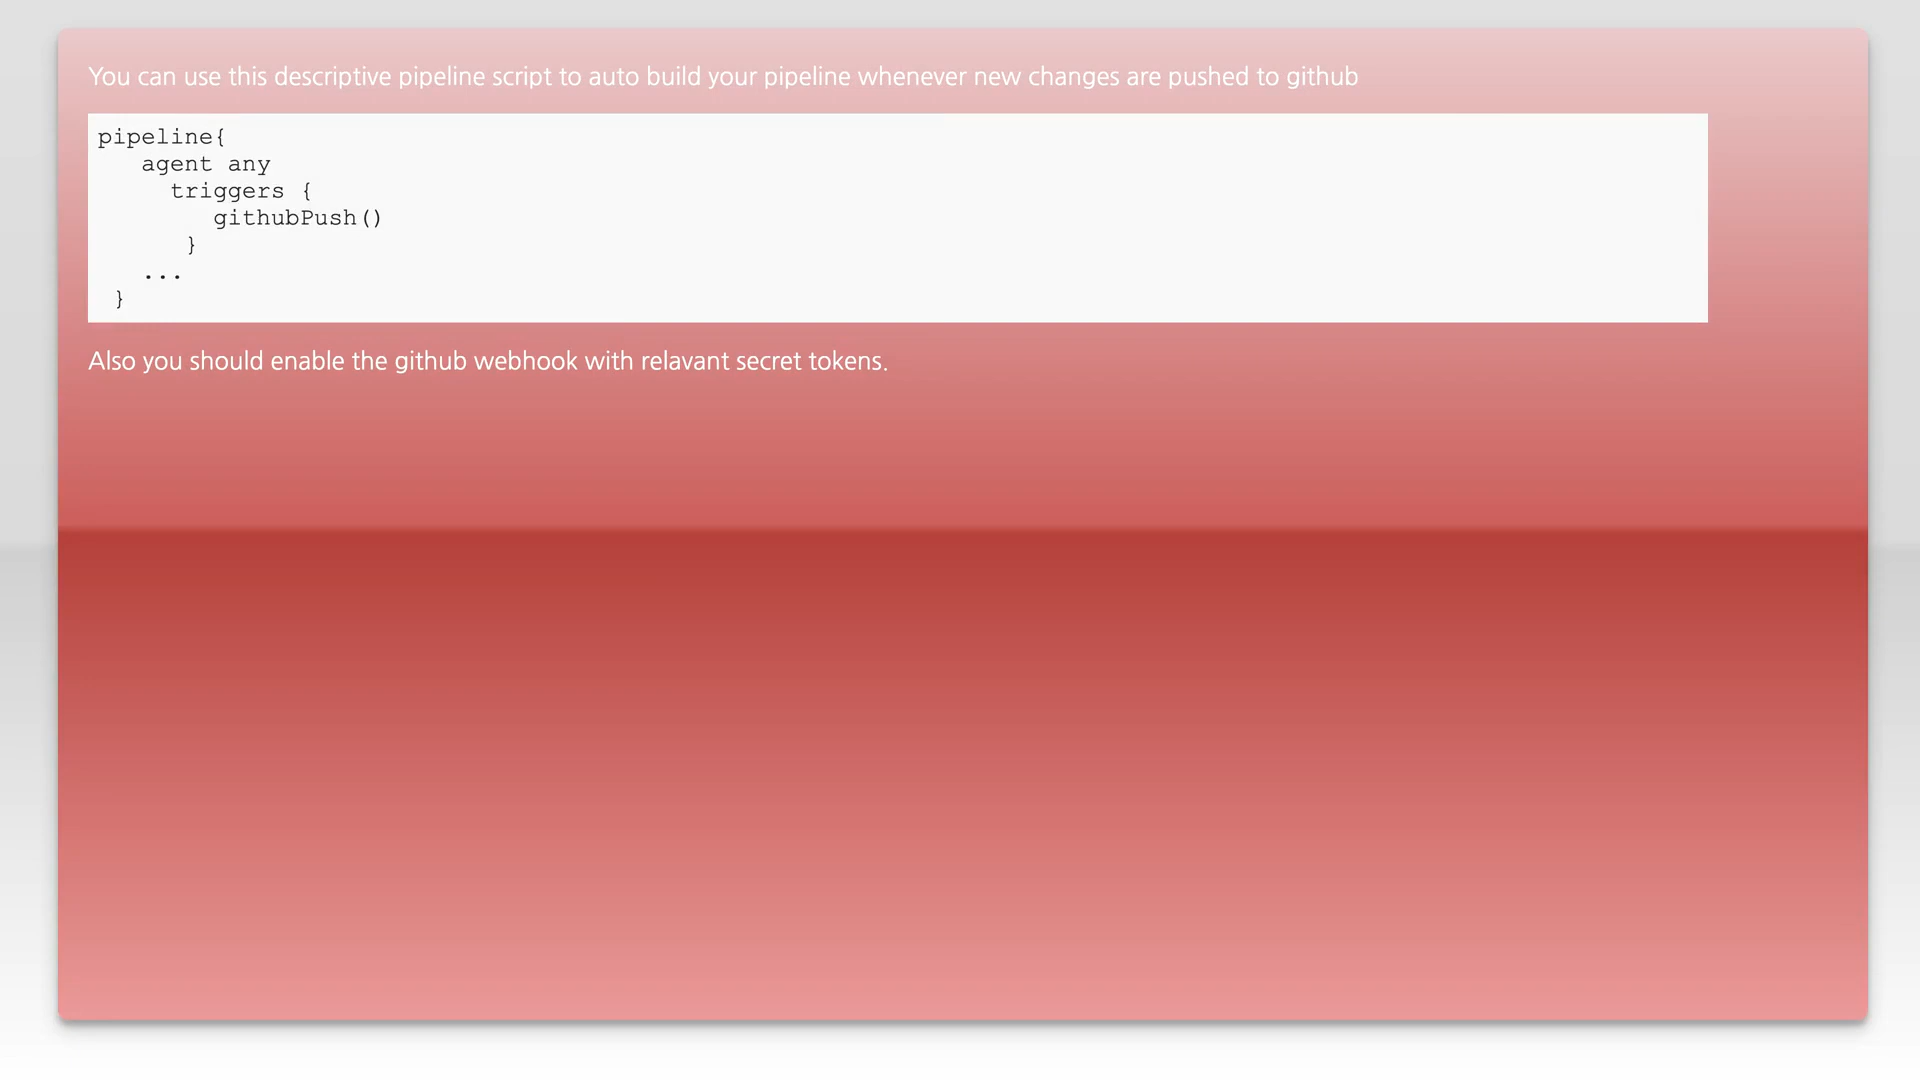 You can use this descriptive pipeline script to auto build your pipeline whenever new changes are pushed to github
pipeline{
   agent any
     triggers {
        githubPush()
      }
   ...
 }
Also you should enable the github webhook with relavant secret tokens.